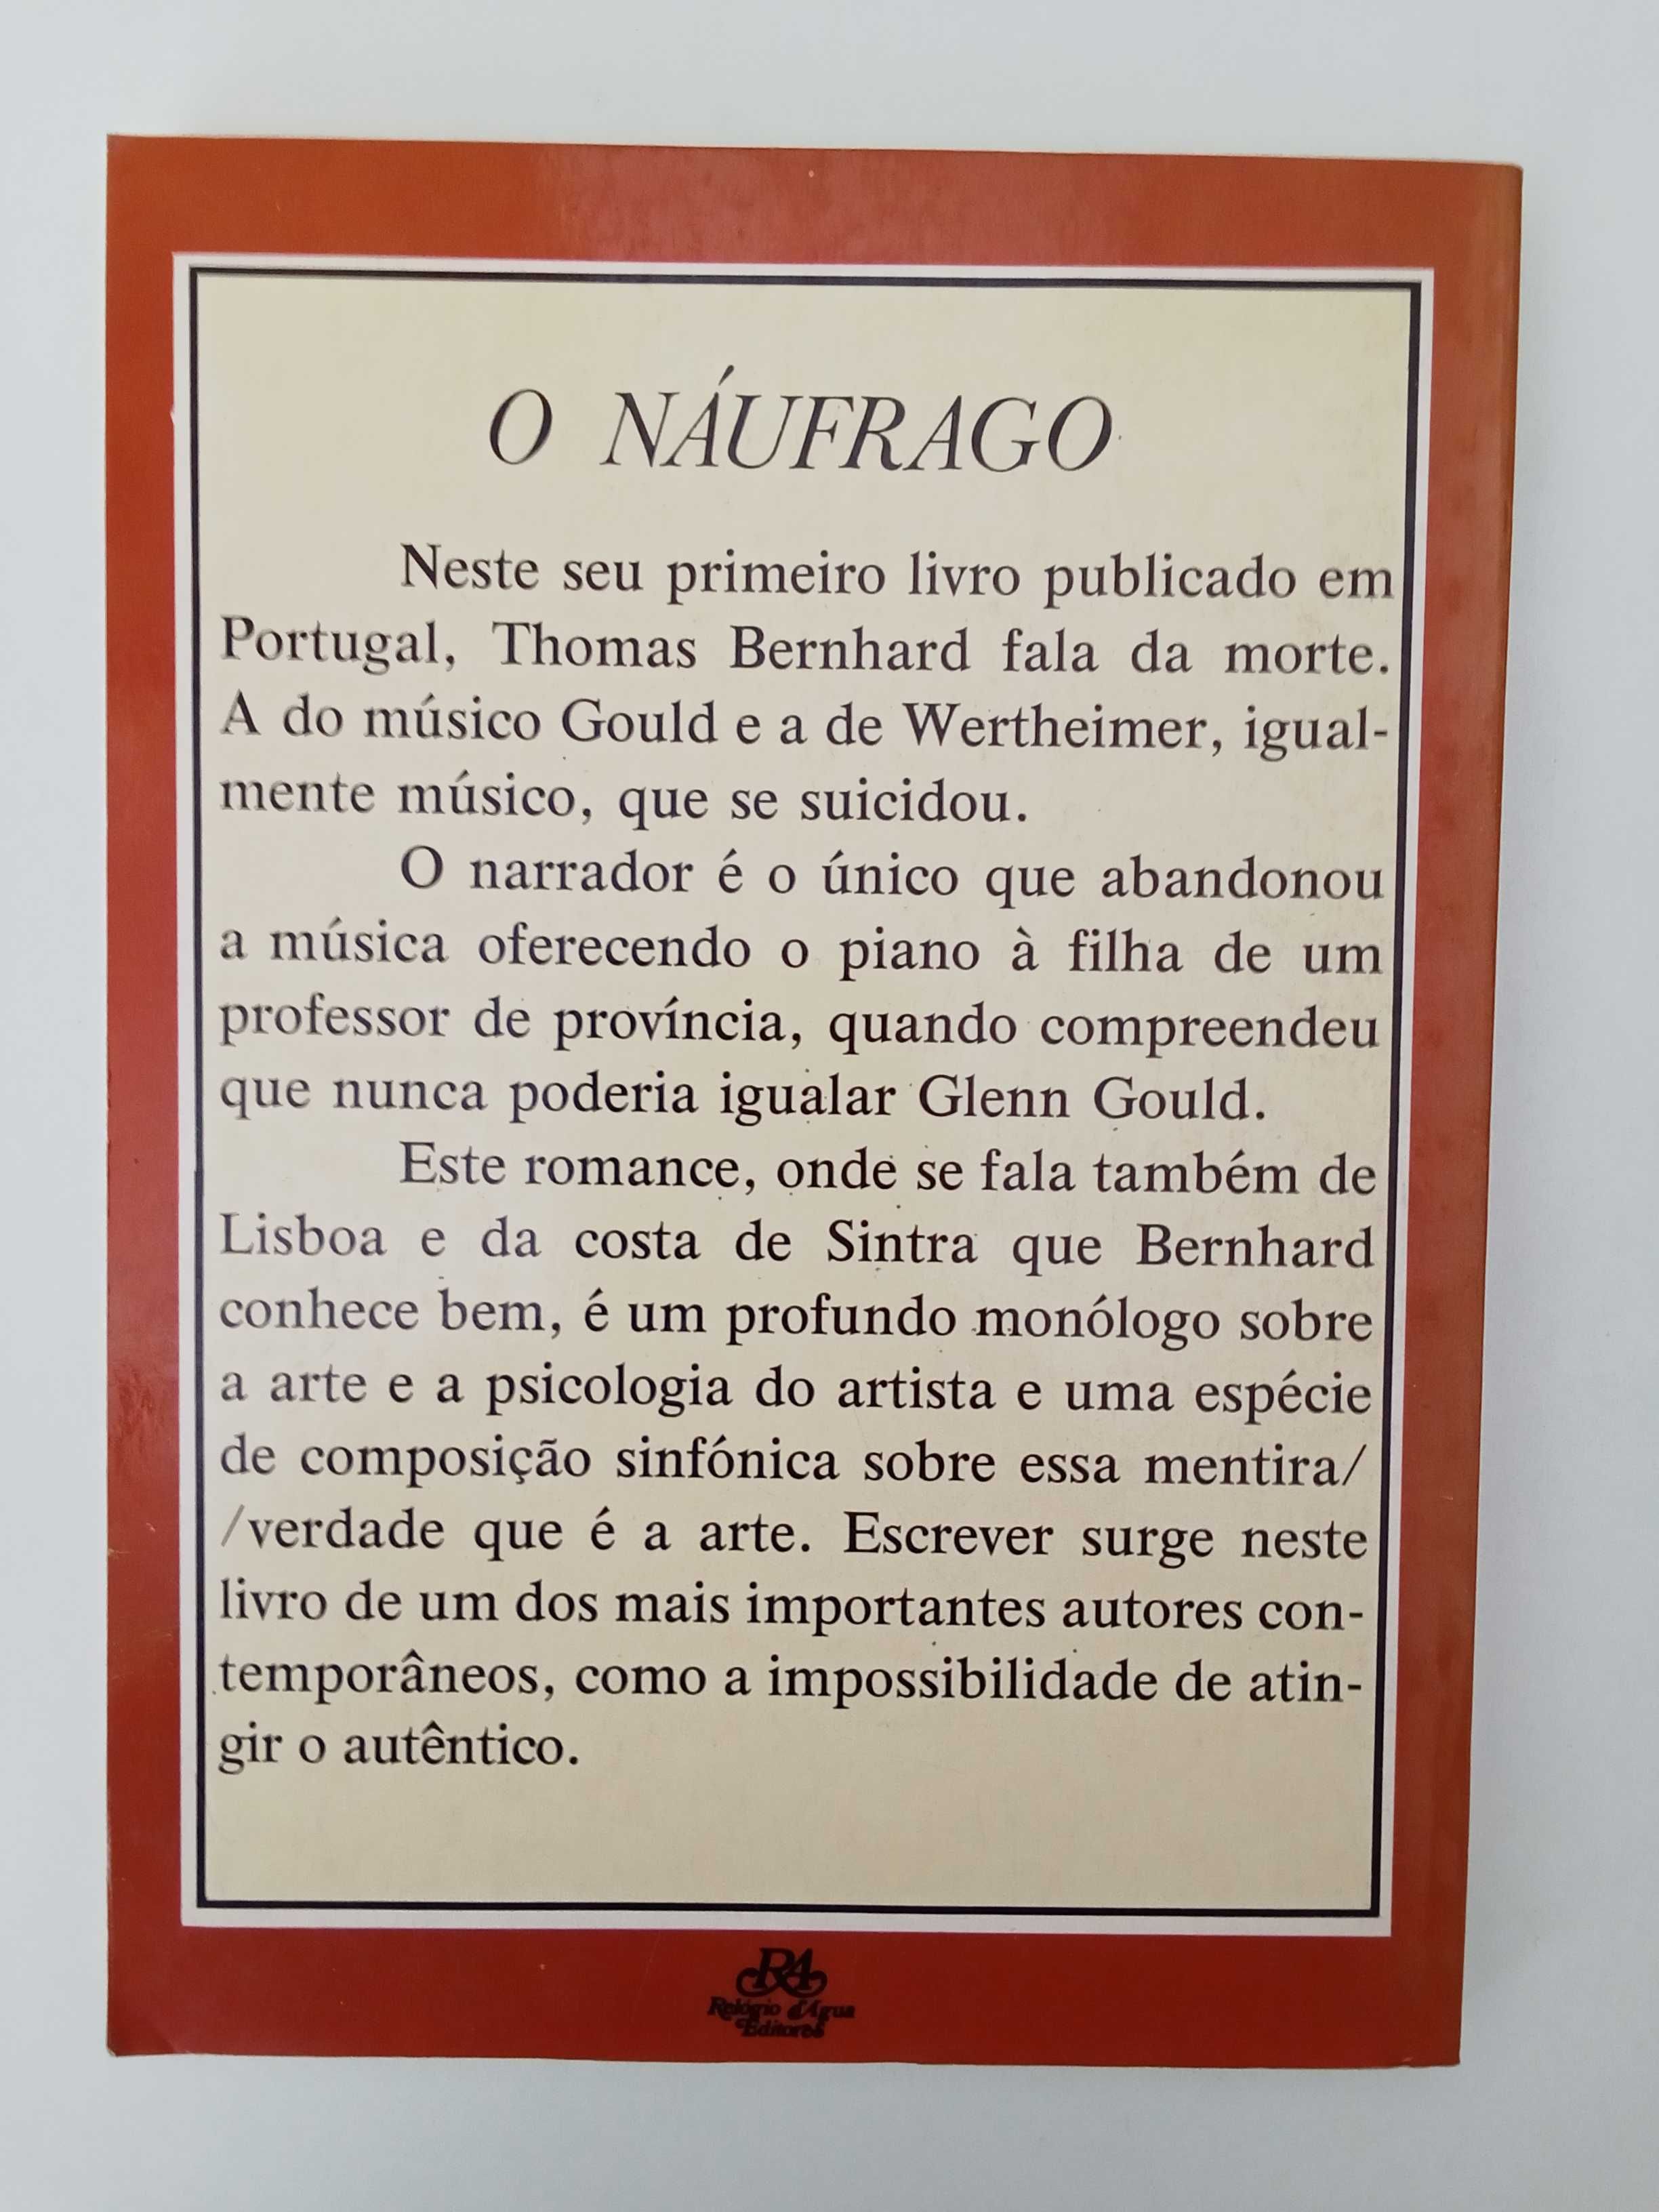 O NÁUFRAGO
Neste seu primeiro livro publicado em
Portugal, Thomas Bernhard fala da morte.
A do músico Gould e a de Wertheimer, igual-
mente músico, que se suicidou.
O narrador é o único que abandonou
a música oferecendo o piano à filha de um
professor de província, quando compreendeu
que nunca poderia igualar Glenn Gould.
Este romance, onde se fala também de
Lisboa e da costa de Sintra que Bernhard
conhece bem, é um profundo monólogo sobre
a arte e a psicologia do artista e uma espécie
de composição sinfónica sobre essa mentira/
/verdade que é a arte. Escrever surge neste
livro de um dos mais importantes autores con-
temporâneos, como a impossibilidade de atin-
gir o autêntico.
RA
Relógio d'Água
Editores